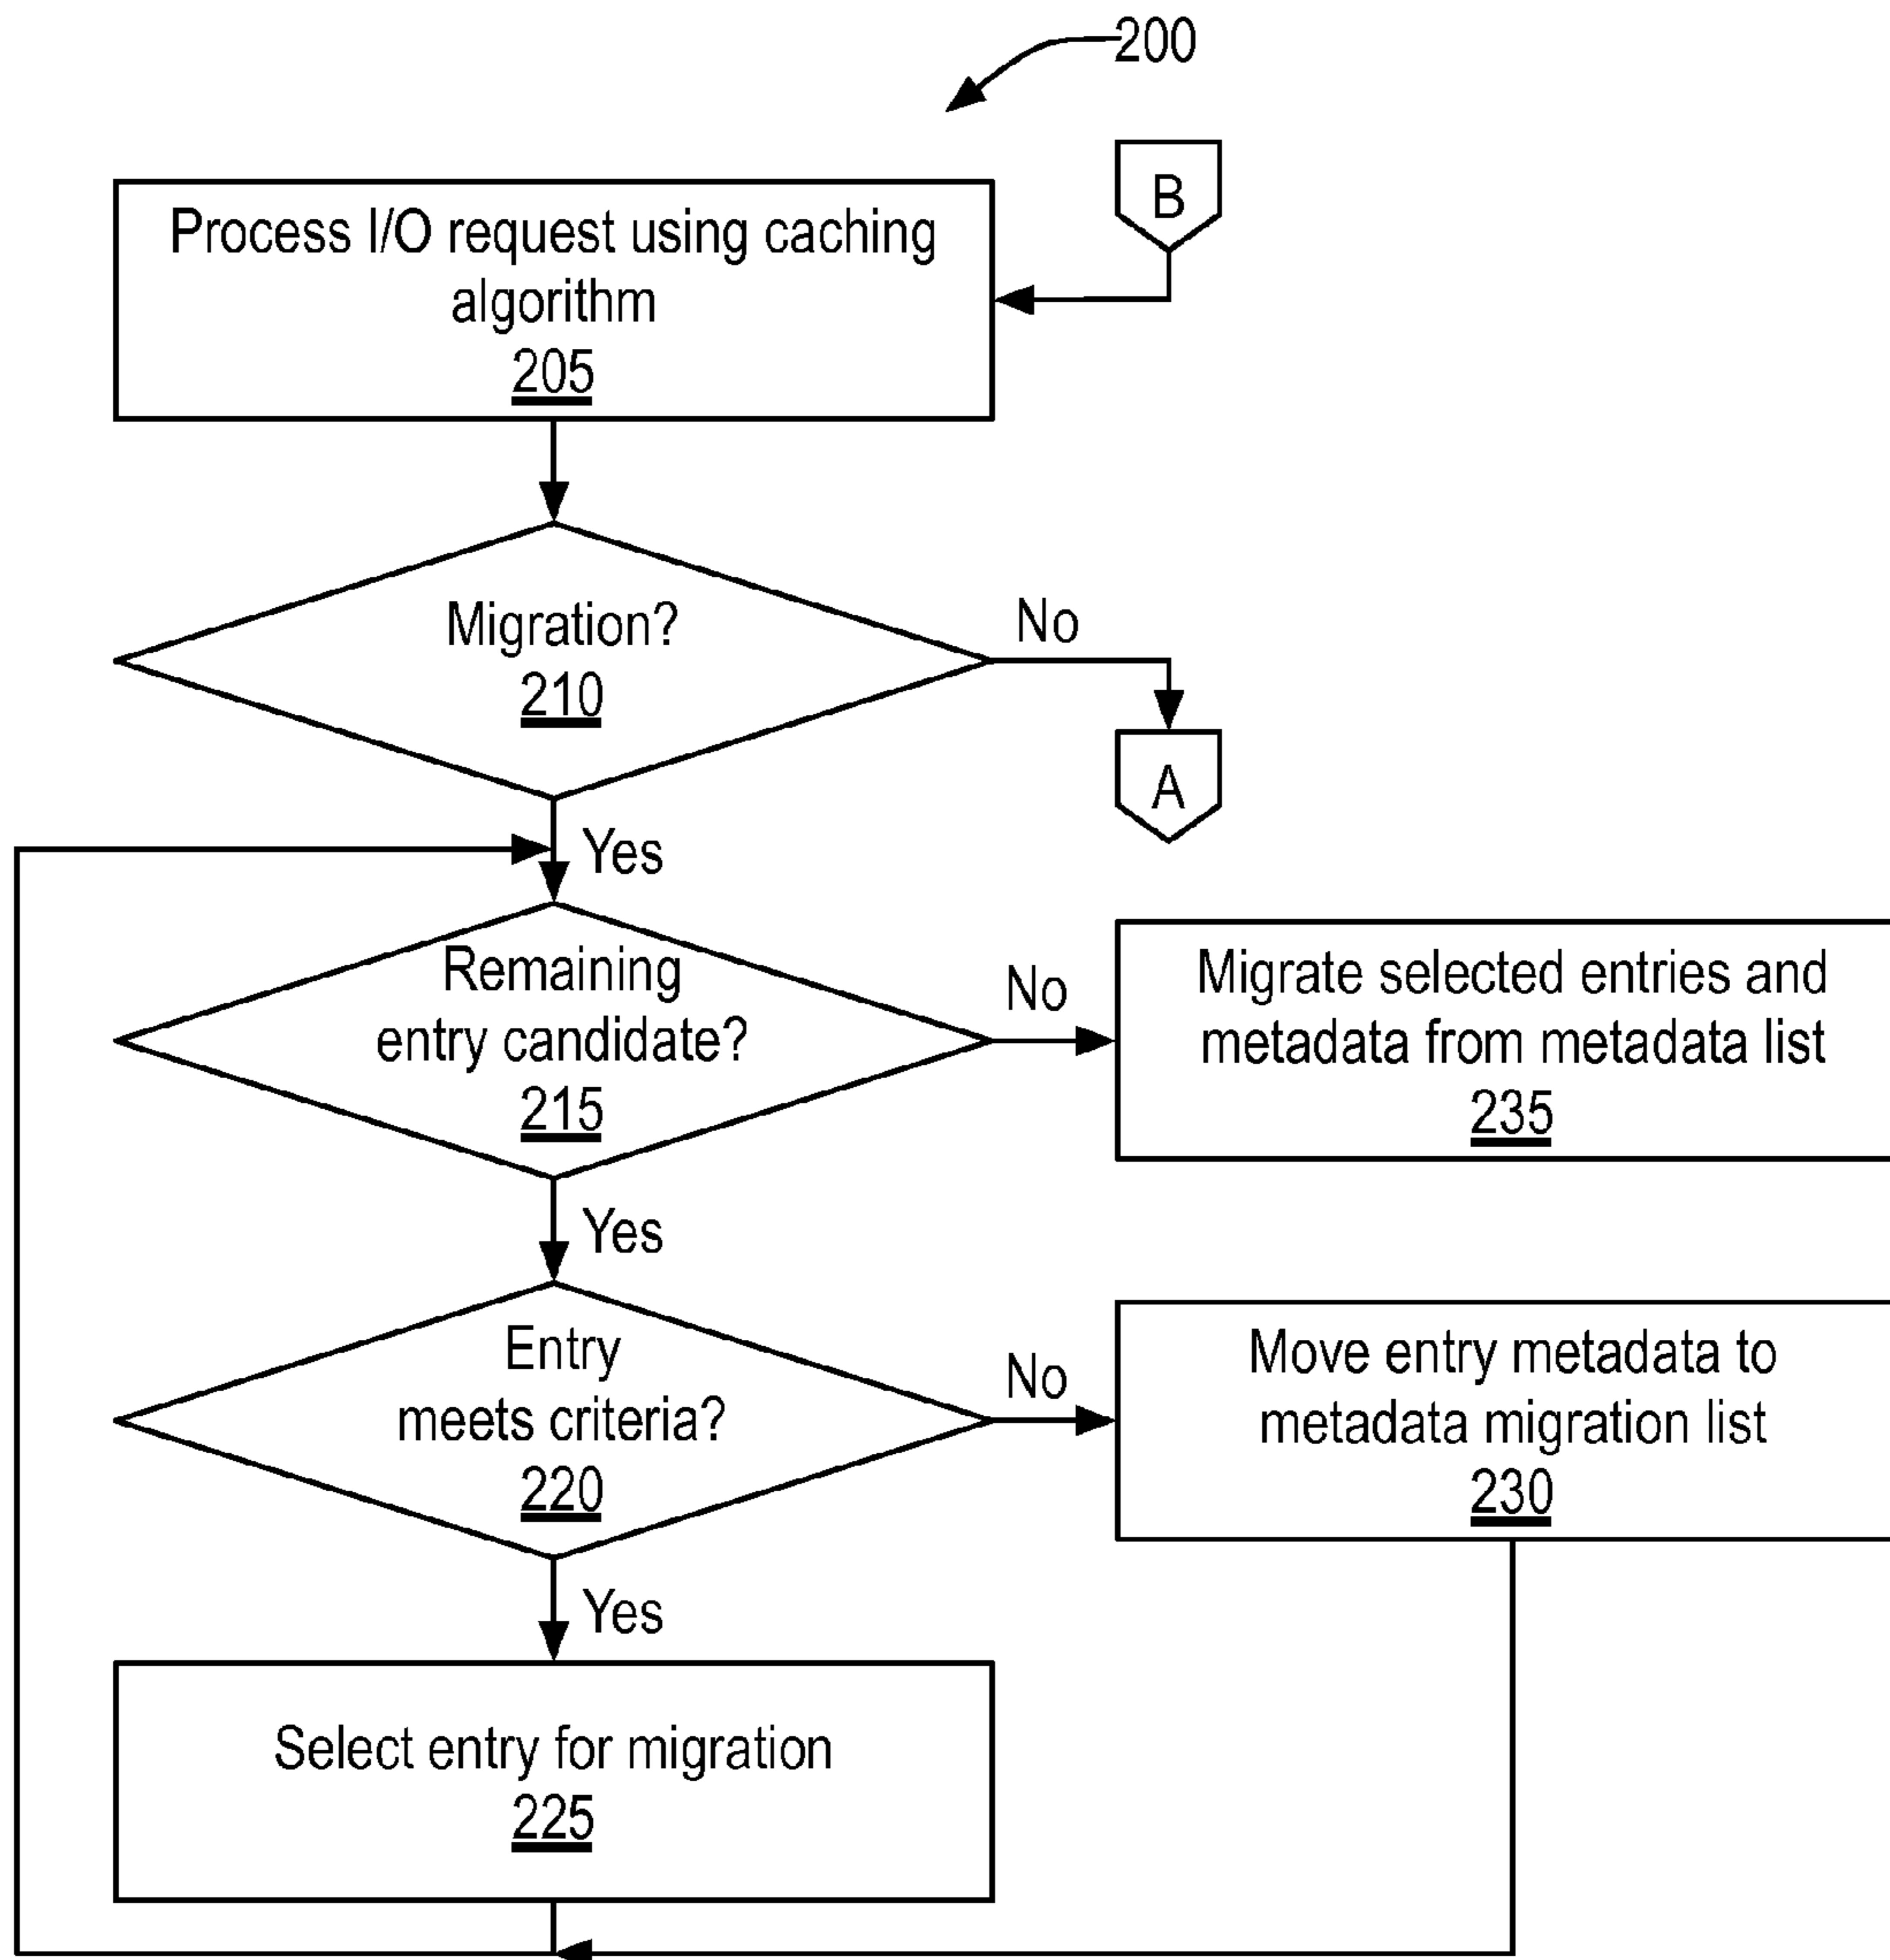 200
B
Process I/O request using caching
algorithm
205
Migration?
210
No
A
Yes
Remaining
entry candidate?
215
No
Migrate selected entries and
metadata from metadata list
235
Yes
Entry
meets criteria?
220
No
Move entry metadata to
metadata migration list
230
Yes
Select entry for migration
225